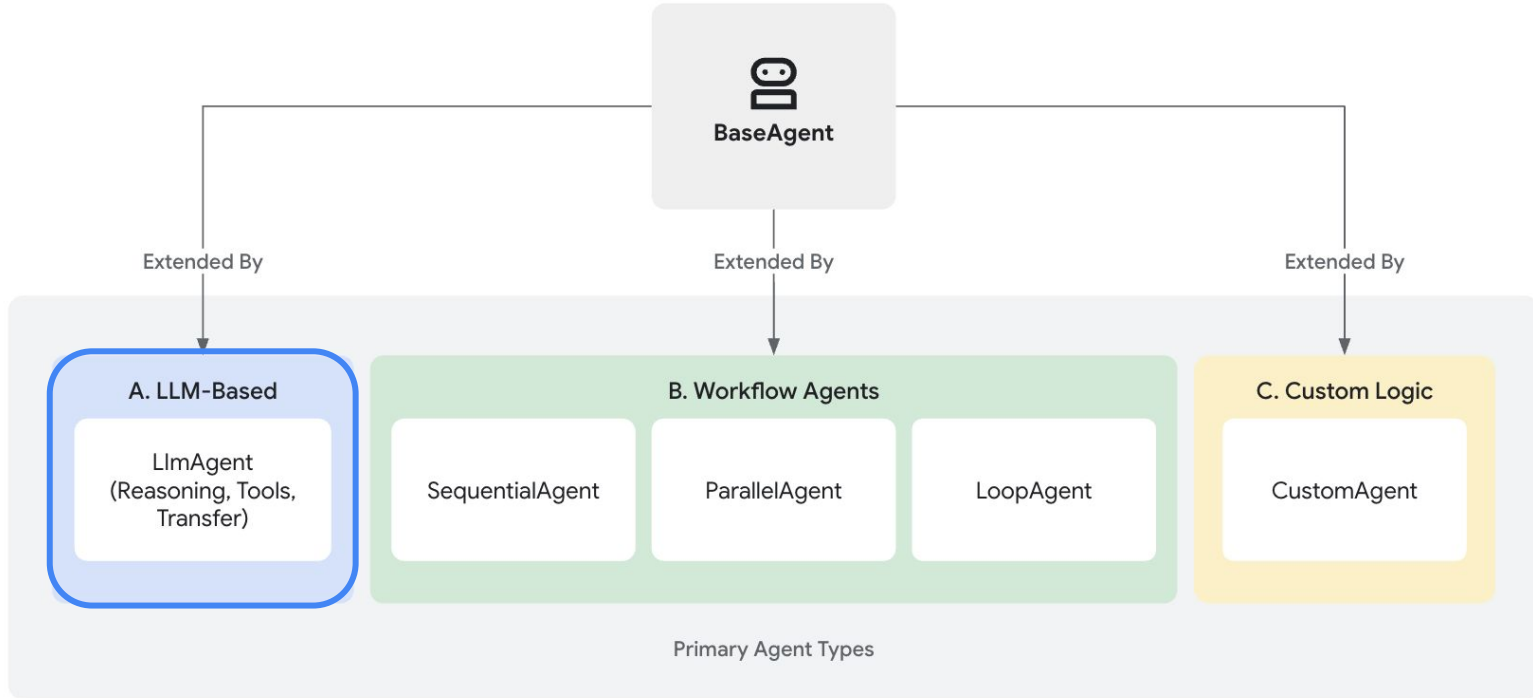 BaseAgent
Extended By
Extended By
Extended By
A. LLM-Based
LlmAgent
(Reasoning, Tools,
Transfer)
B. Workflow Agents
SequentialAgent
ParallelAgent
LoopAgent
C. Custom Logic
CustomAgent
Primary Agent Types